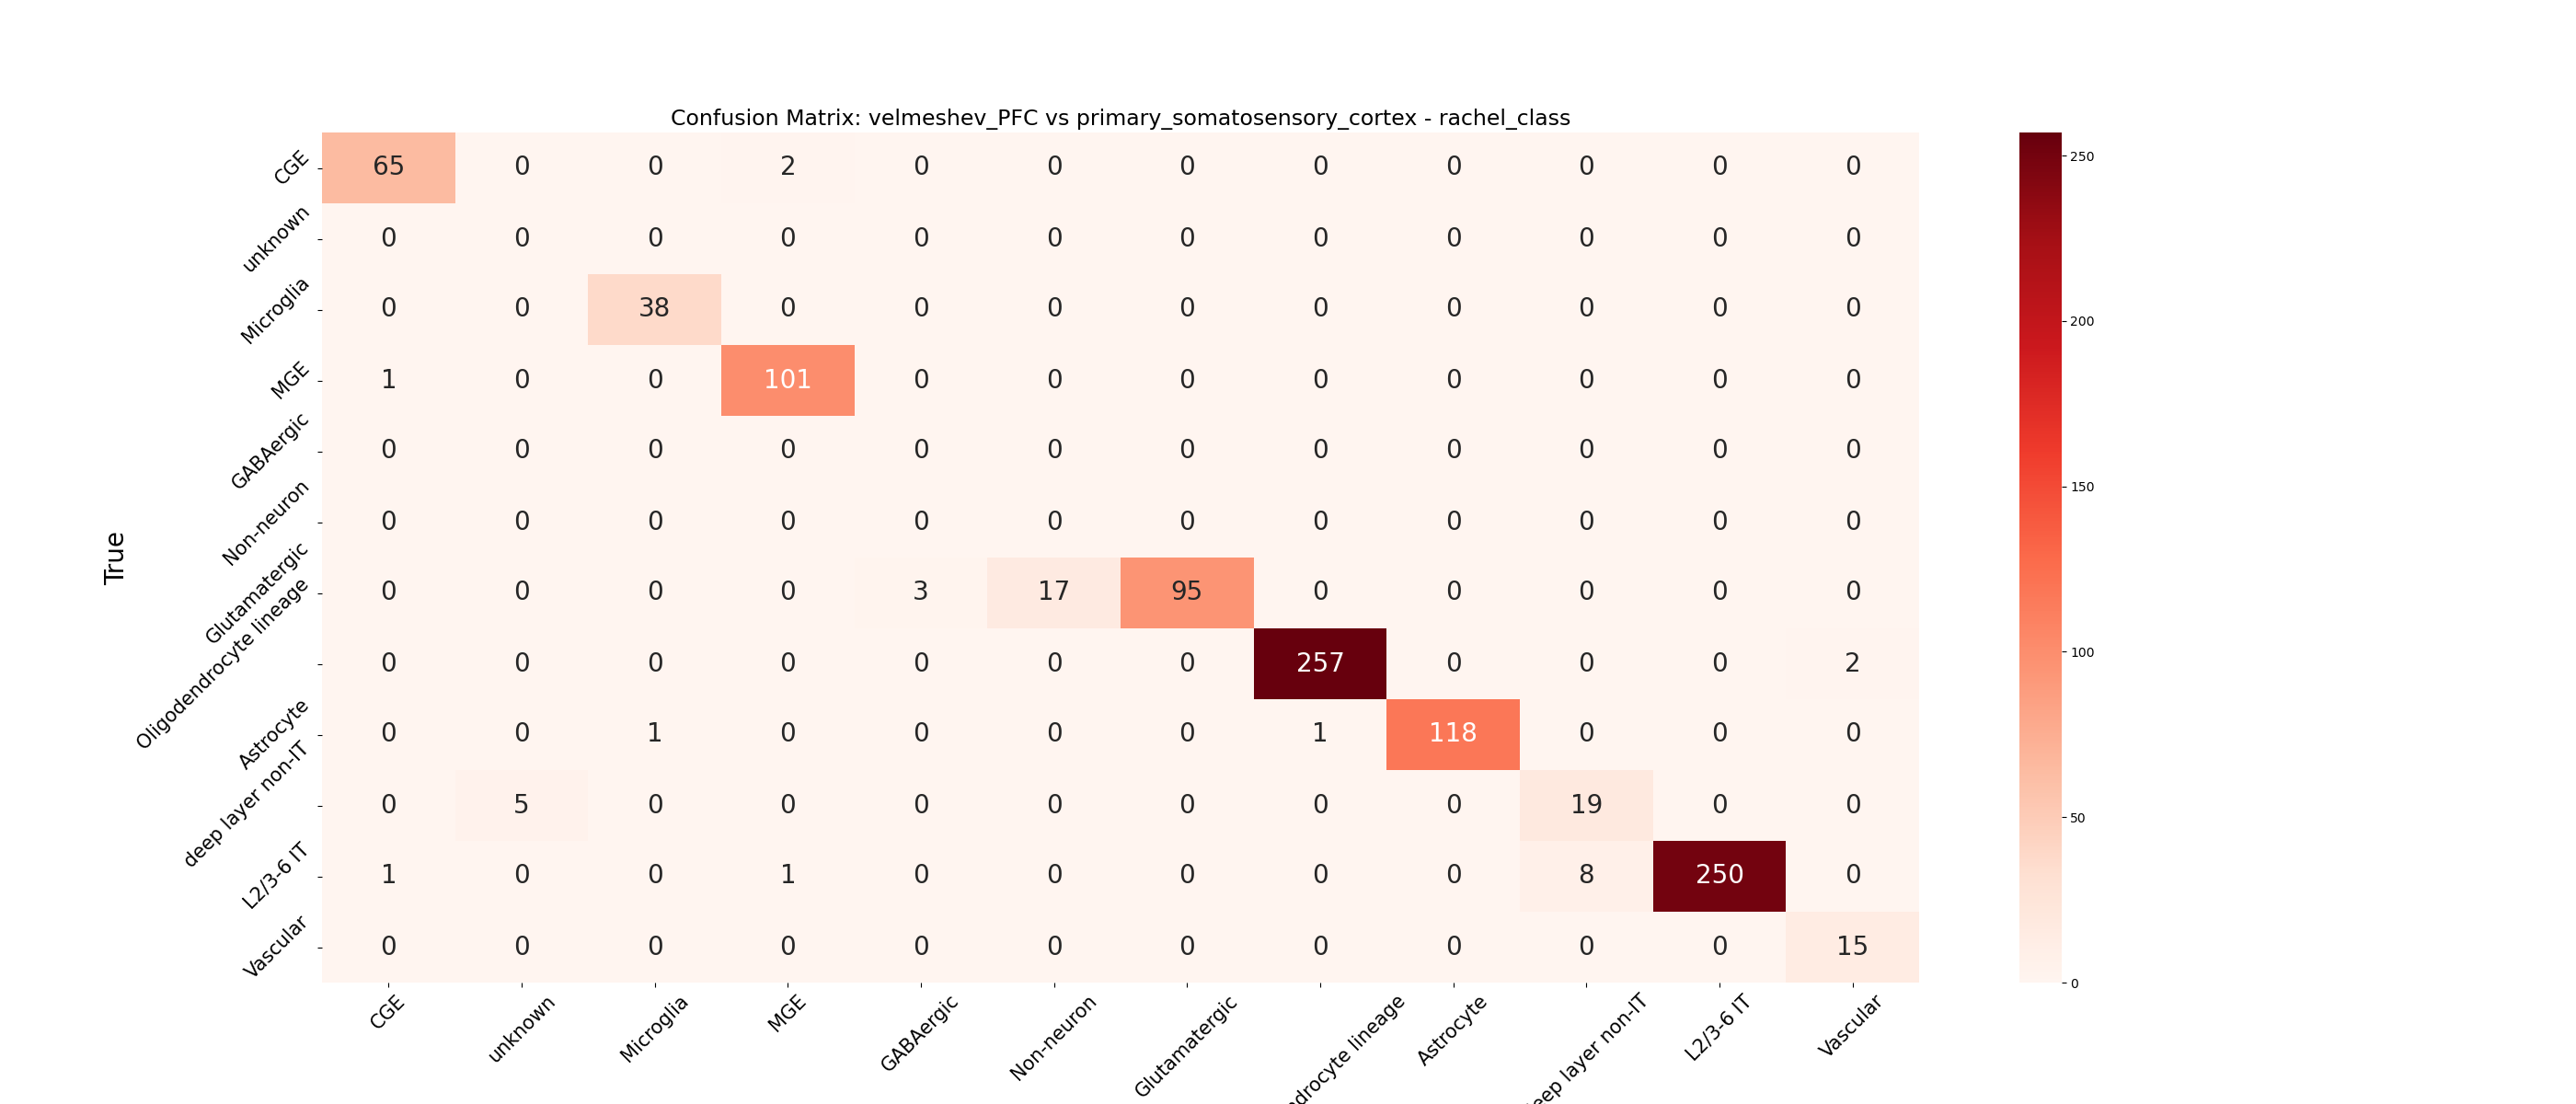 Confusion Matrix: velmeshev_PFC vs primary_somatosensory_cortex - rachel_class
CGE 65 0 0 2 0 0 0 0 0 0 0 0
unknown 0 0 0 0 0 0 0 0 0 0 0 0
Microglia 0 0 38 0 0 0 0 0 0 0 0 0
MGE 1 0 0 101 0 0 0 0 0 0 0 0
GABAergic 0 0 0 0 0 0 0 0 0 0 0 0
Non-neuron 0 0 0 0 0 0 0 0 0 0 0 0
Glutamatergic 0 0 0 0 3 17 95 0 0 0 0 0
Oligodendrocyte lineage 0 0 0 0 0 0 0 257 0 0 0 2
Astrocyte 0 0 1 0 0 0 0 1 118 0 0 0
deep layer non-IT 0 5 0 0 0 0 0 0 0 19 0 0
L2/3-6 IT 1 0 0 1 0 0 0 0 0 8 250 0
Vascular 0 0 0 0 0 0 0 0 0 0 0 15
True
CGE unknown Microglia MGE GABAergic Non-neuron Glutamatergic ndrocyte lineage Astrocyte eep layer non-IT L2/3-6 IT Vascular
250
200
150
100
50
0